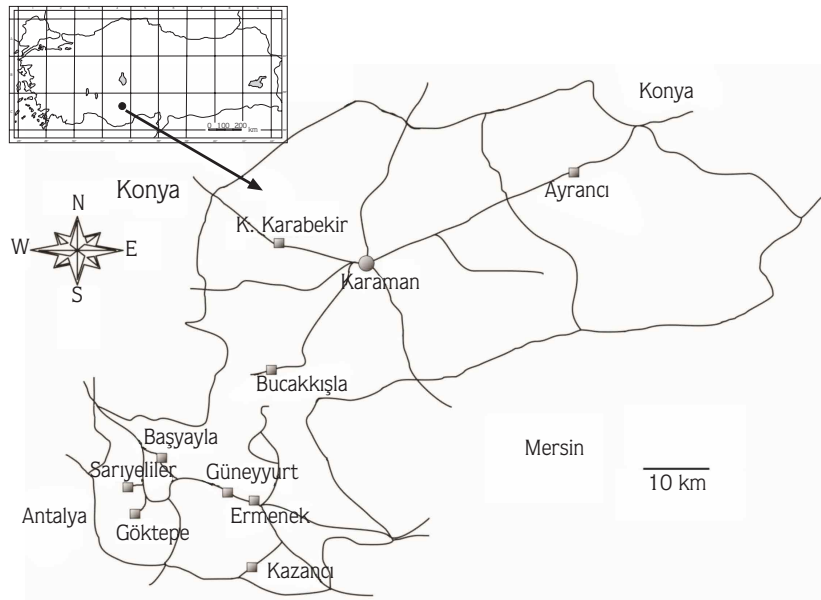 0 100 200
km
Konya
Konya
Ayrancı
N
K. Karabekir
W
E
Karaman
S
Bucakkışla
Başyayla
Mersin
Sarıyeliler
Güneyyurt
10 km
Antalya
Ermenek
Göktepe
Kazancı